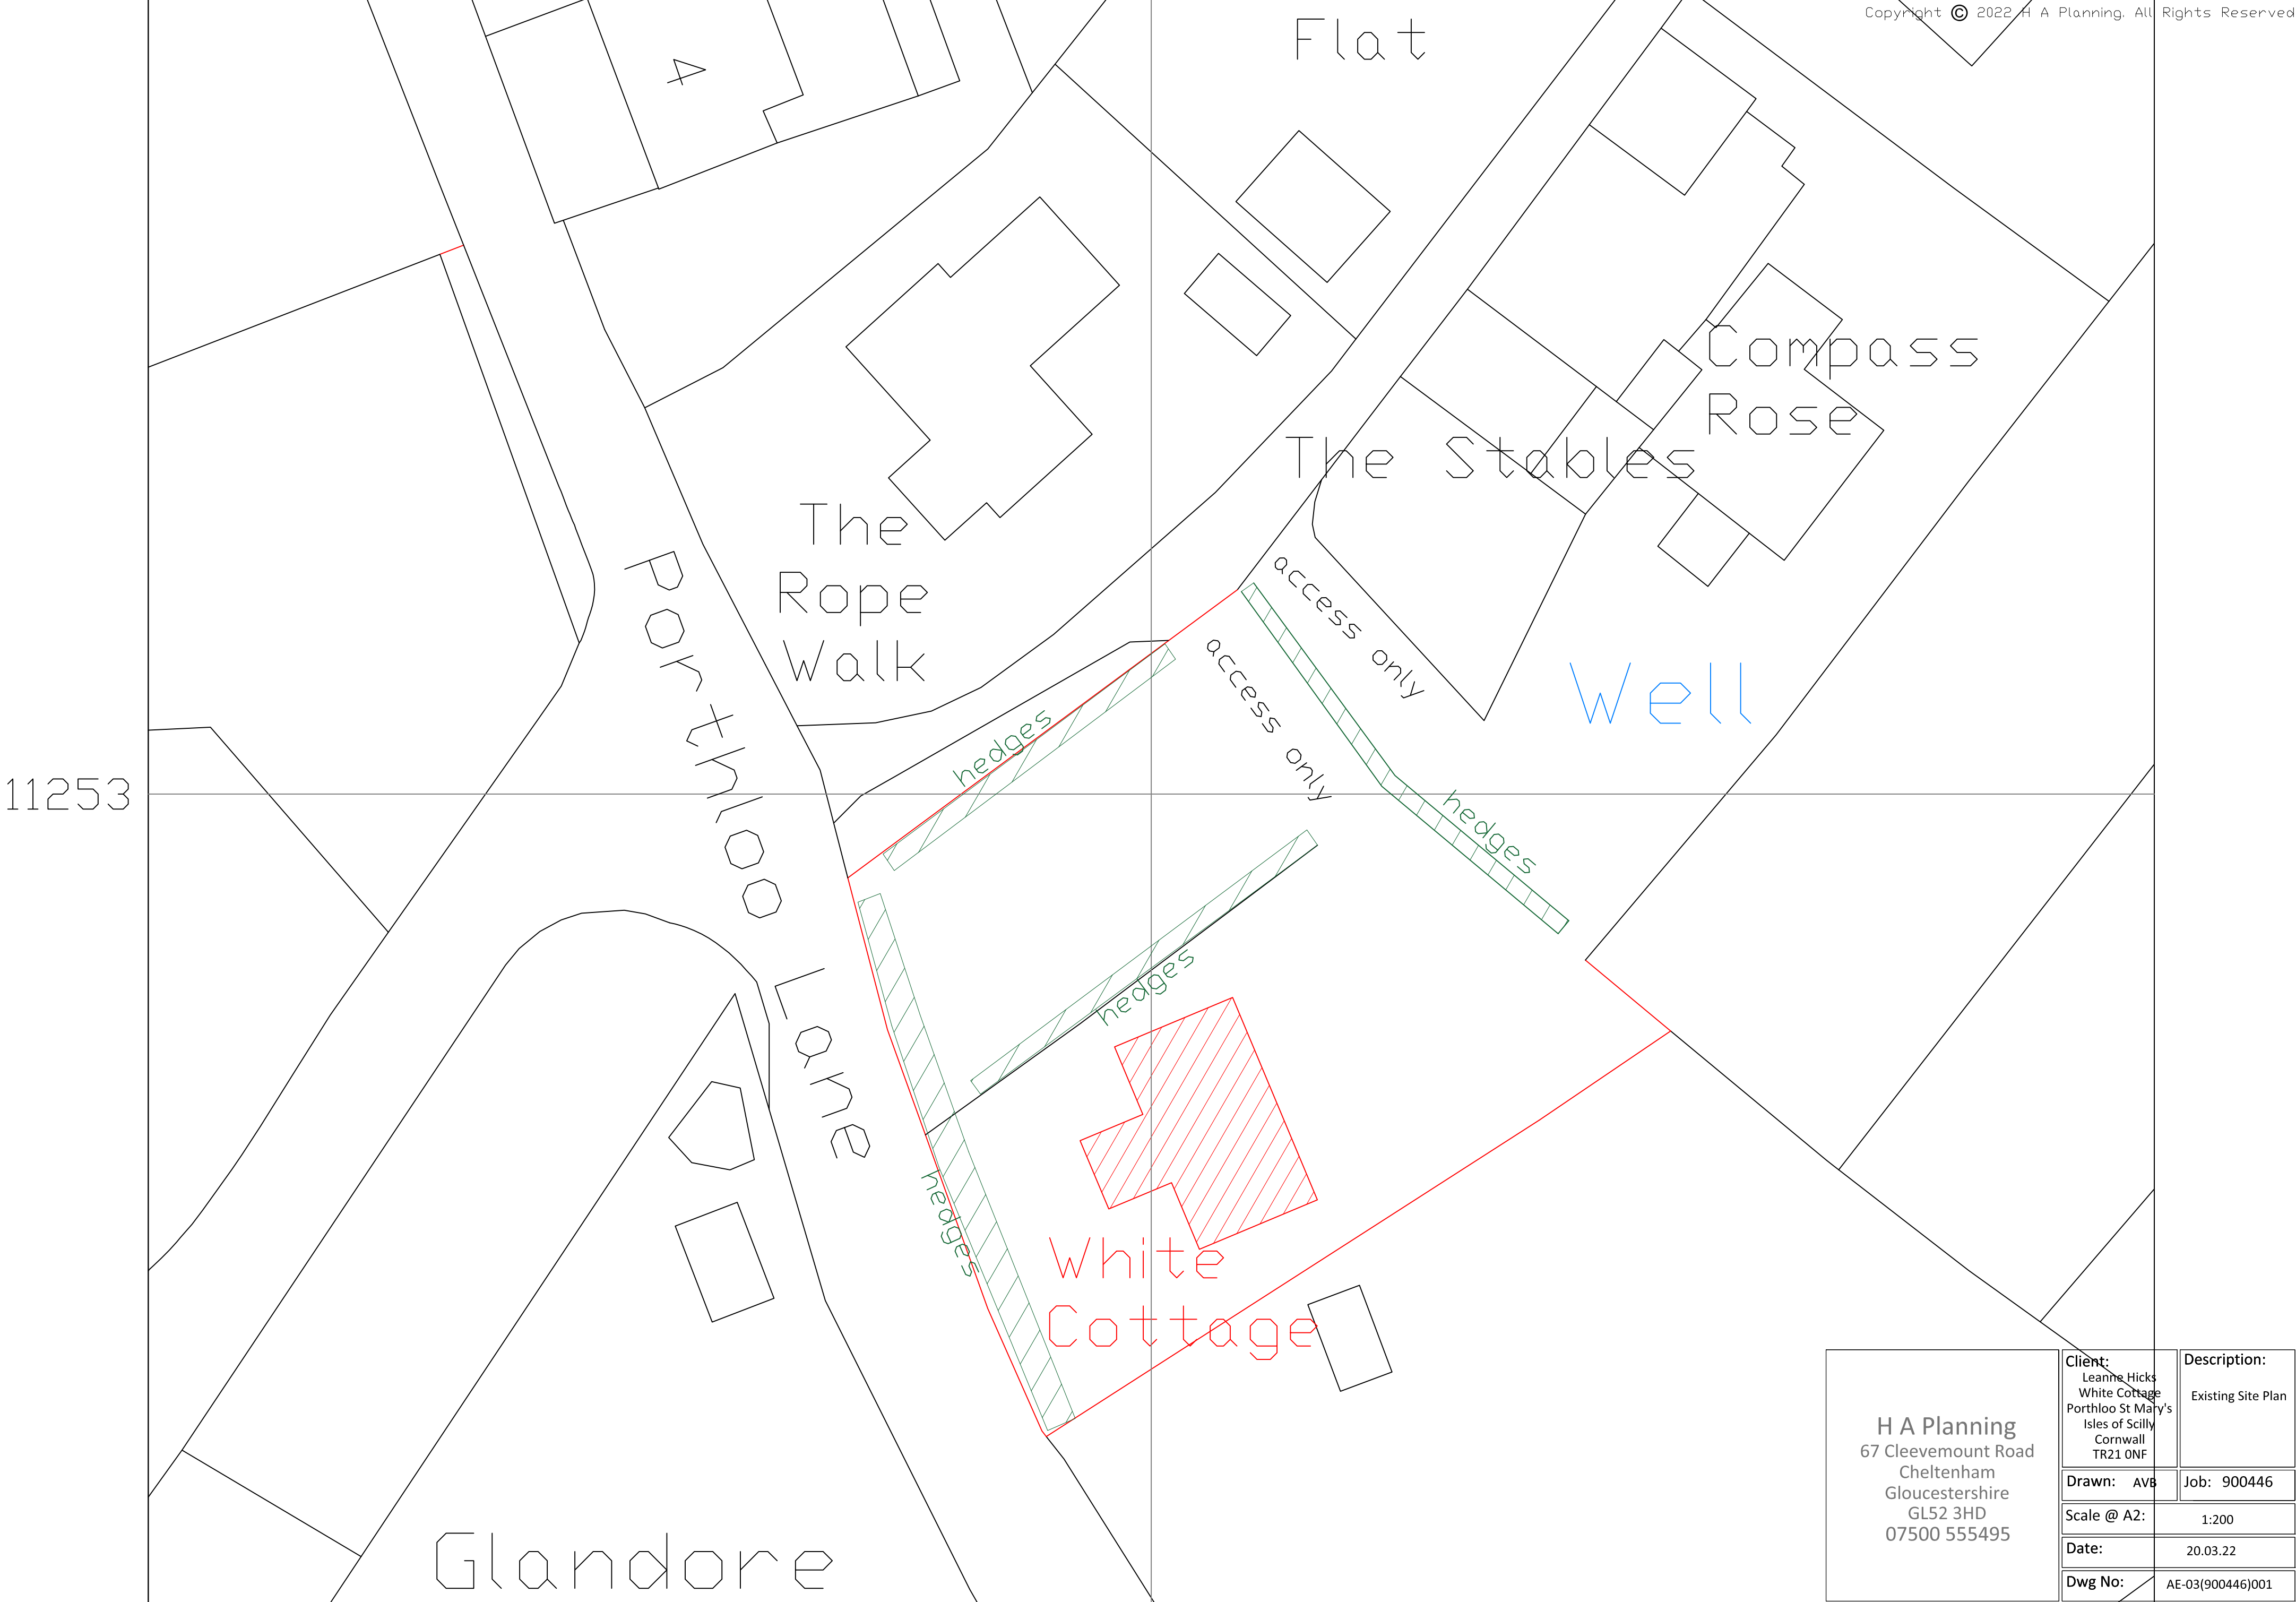 Copyright © 2022 H A Planning. All Rights Reserved
Flat
4
Compass
Rose
The Stables
The
Rope
Walk
Porthloo Lane
access only
access only
Well
hedges
hedges
hedges
hedges
11253
White
Cottage
Glandore
H A Planning
67 Cleevemount Road
Cheltenham
Gloucestershire
GL52 3HD
07500 555495
Client:
Leanne Hicks
White Cottage
Porthloo St Mary's
Isles of Scilly
Cornwall
TR21 0NF
Description:
Existing Site Plan
Drawn: AVB
Job: 900446
Scale @ A2: 1:200
Date: 20.03.22
Dwg No: AE-03(900446)001